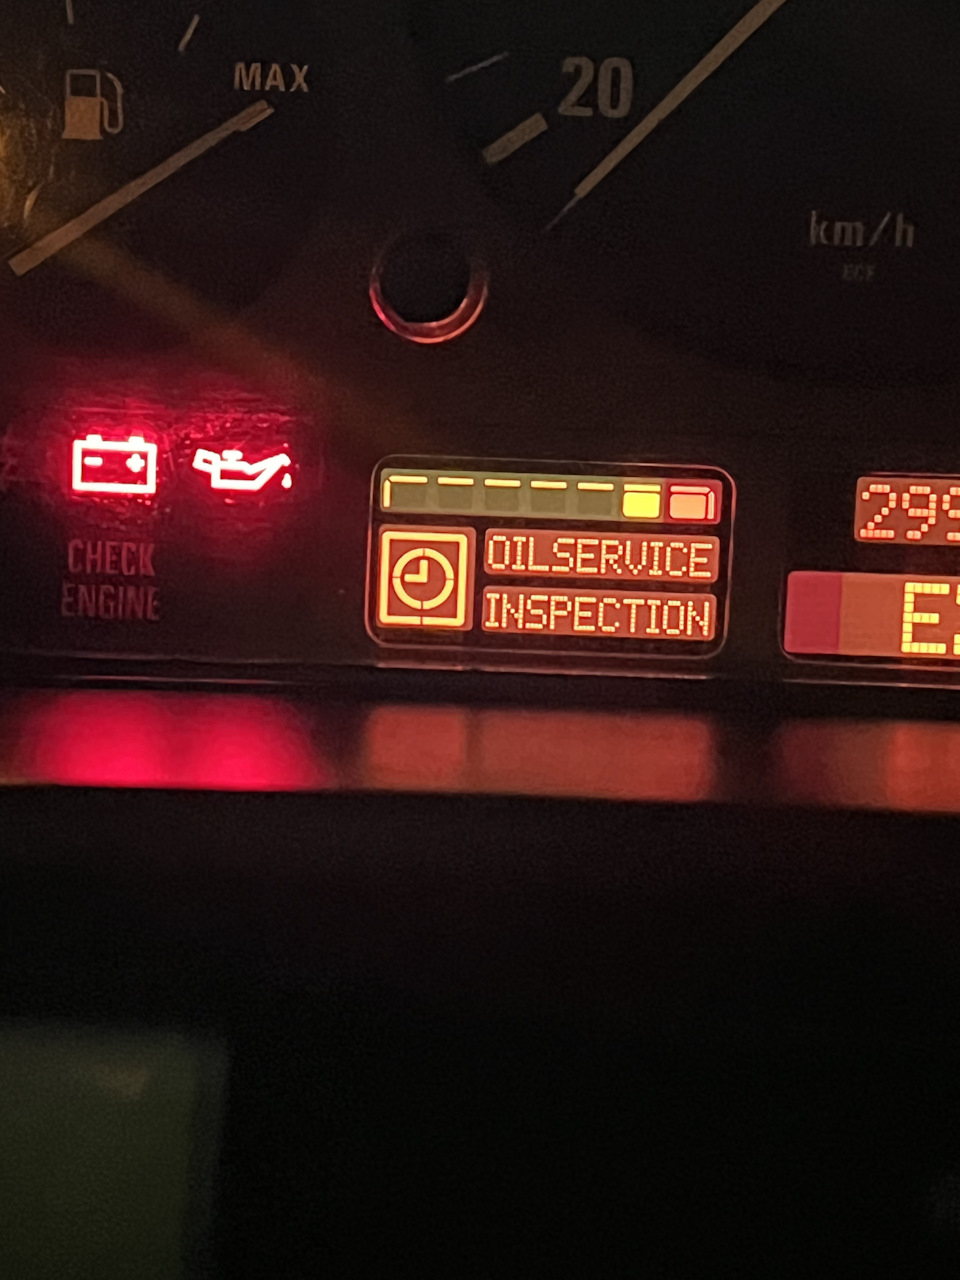 MAX
20
km/h
CHECK
ENGINE
OILSERVICE
INSPECTION